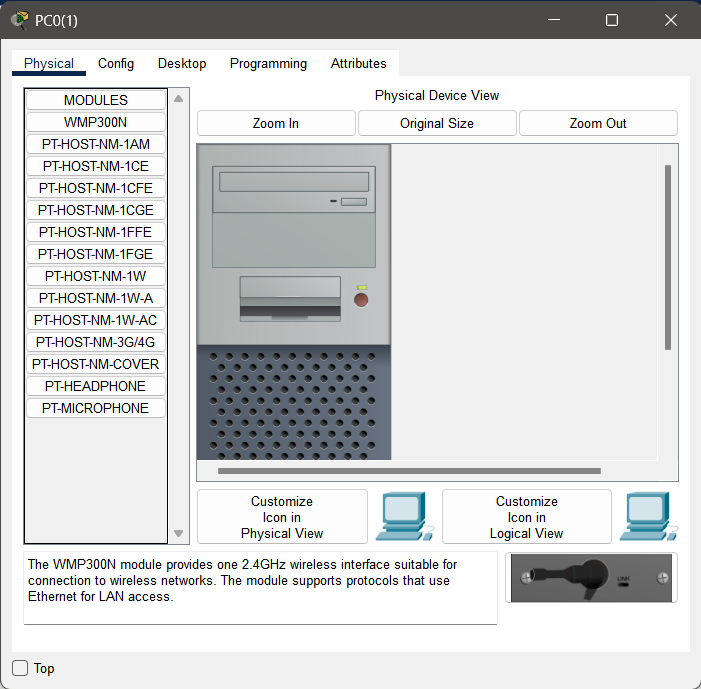 PC0(1)
Physical
Config
Desktop
Programming
Attributes
MODULES
WMP300N
PT-HOST-NM-1AM
PT-HOST-NM-1CE
PT-HOST-NM-1CFE
PT-HOST-NM-1CGE
PT-HOST-NM-1FFE
PT-HOST-NM-1FGE
PT-HOST-NM-1W
PT-HOST-NM-1W-A
PT-HOST-NM-1W-AC
PT-HOST-NM-3G/4G
PT-HOST-NM-COVER
PT-HEADPHONE
PT-MICROPHONE
Physical Device View
Zoom In
Original Size
Zoom Out
Customize
Icon in
Physical View
Customize
Icon in
Logical View
The WMP300N module provides one 2.4GHz wireless interface suitable for
connection to wireless networks. The module supports protocols that use
Ethernet for LAN access.
LINK
Top